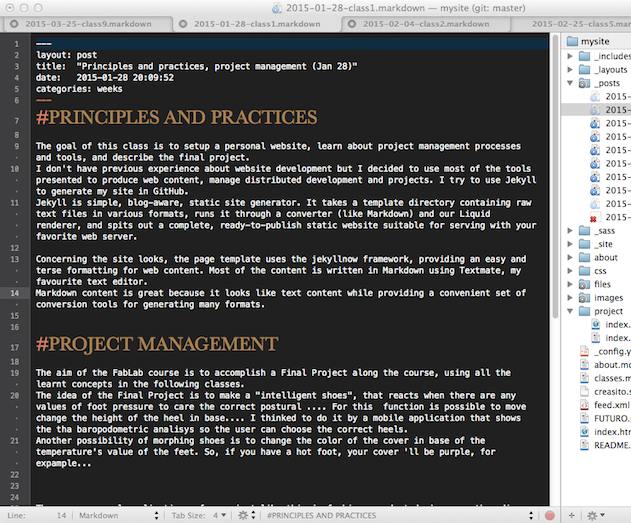 2015-01-28-class1.markdown — mysite (git: master)
2015-03-25-class9.markdown
2015-01-28-class1.markdown
2015-02-04-class2.markdown
2015-02-25-class5.mar
1 ---
2 layout: post
3 title:  "Principles and practices, project management (Jan 28)"
4 date:   2015-01-28 20:09:52
5 categories: weeks
6 ---
7 #PRINCIPLES AND PRACTICES
8
9 The goal of this class is to setup a personal website, learn about project management processes
and tools, and describe the final project.
10 I don't have previous experience about website development but I decided to use most of the tools
presented to produce web content, manage distributed development and projects. I try to use Jekyll
to generate my site in GitHub.
11 Jekyll is simple, blog-aware, static site generator. It takes a template directory containing raw
text files in various formats, runs it through a converter (like Markdown) and our Liquid
renderer, and spits out a complete, ready-to-publish static website suitable for serving with your
favorite web server.
12
13 Concerning the site looks, the page template uses the jekyllnow framework, providing an easy and
terse formatting for web content. Most of the content is written in Markdown using Textmate, my
favourite text editor.
14 Markdown content is great because it looks like text content while providing a convenient set of
conversion tools for generating many formats.
15
16
17 #PROJECT MANAGEMENT
18
19 The aim of the FabLab course is to accomplish a Final Project along the course, using all the
learnt concepts in the following classes.
20 The idea of the Final Project is to make a "intelligent shoes", that reacts when there are any
values of foot pressure to care the correct postural .... For this  function is possible to move
change the height of the heel in base.... I thinked to do it by a mobile application that shows
the tha baropodometric analisys so the user can choose the correct heels.
21 Another possibility of morphing shoes is to change the color of the cover in base of the
temperature's value of the feet. So, if you have a hot foot, your cover 'll be purple, for
expample...
22
23
24
Line: 14 Markdown Tab Size: 4 #PRINCIPLES AND PRACTICES
mysite
_includes
_layouts
_posts
2015-
2015-
2015-
2015-
2015-
2015-
2015-
2015-
2015-
2015-
_sass
_site
about
css
files
images
project
index.
index.
_config.y
about.mc
classes.m
creasito.s
feed.xml
FUTURO.
index.htr
README.